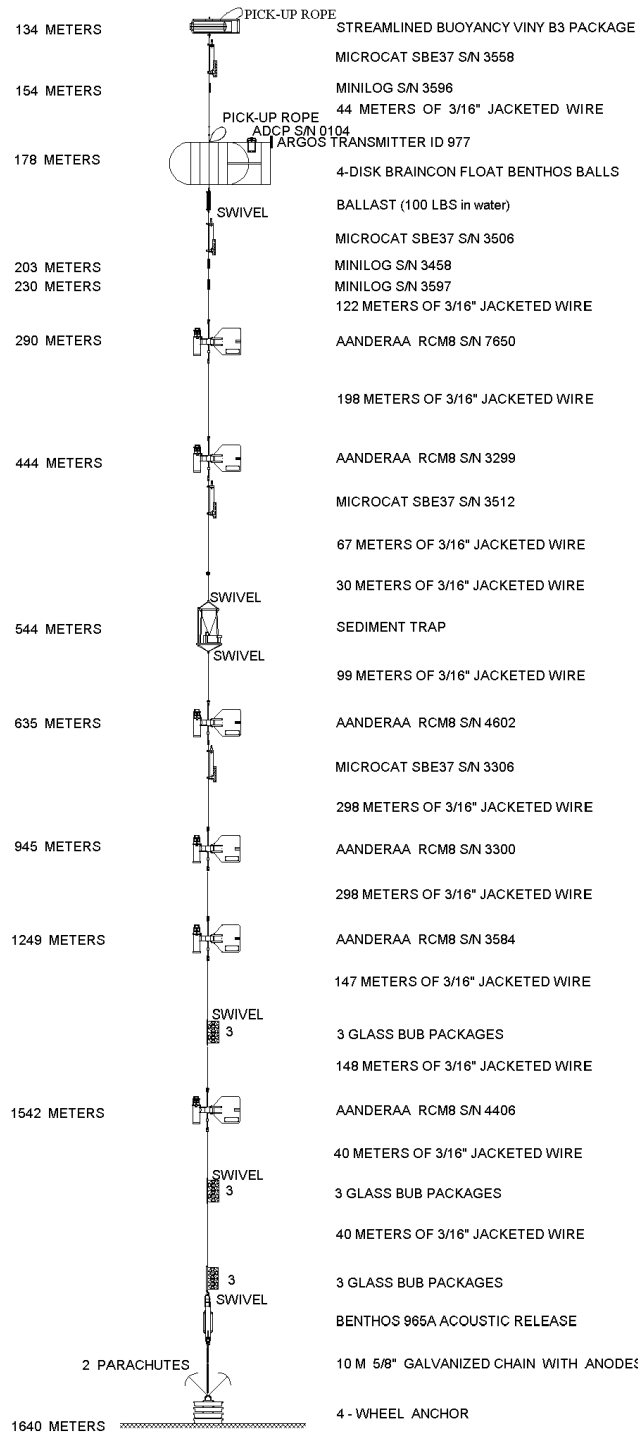 PICK-UP ROPE
134 METERS STREAMLINED BUOYANCY VINY B3 PACKAGE
MICROCAT SBE37 S/N 3558
154 METERS MINILOG S/N 3596
44 METERS OF 3/16" JACKETED WIRE
PICK-UP ROPE
ADCP S/N 0104
ARGOS TRANSMITTER ID 977
178 METERS
4-DISK BRAINCON FLOAT BENTHOS BALLS
BALLAST (100 LBS in water)
SWIVEL
MICROCAT SBE37 S/N 3506
203 METERS MINILOG S/N 3458
230 METERS MINILOG S/N 3597
122 METERS OF 3/16" JACKETED WIRE
290 METERS AANDERAA RCM8 S/N 7650
198 METERS OF 3/16" JACKETED WIRE
444 METERS AANDERAA RCM8 S/N 3299
MICROCAT SBE37 S/N 3512
67 METERS OF 3/16" JACKETED WIRE
30 METERS OF 3/16" JACKETED WIRE
SWIVEL
544 METERS SEDIMENT TRAP
SWIVEL
99 METERS OF 3/16" JACKETED WIRE
635 METERS AANDERAA RCM8 S/N 4602
MICROCAT SBE37 S/N 3306
298 METERS OF 3/16" JACKETED WIRE
945 METERS AANDERAA RCM8 S/N 3300
298 METERS OF 3/16" JACKETED WIRE
1249 METERS AANDERAA RCM8 S/N 3584
147 METERS OF 3/16" JACKETED WIRE
SWIVEL
3 3 GLASS BUB PACKAGES
148 METERS OF 3/16" JACKETED WIRE
1542 METERS AANDERAA RCM8 S/N 4406
40 METERS OF 3/16" JACKETED WIRE
SWIVEL
3 3 GLASS BUB PACKAGES
40 METERS OF 3/16" JACKETED WIRE
3 3 GLASS BUB PACKAGES
SWIVEL
BENTHOS 965A ACOUSTIC RELEASE
2 PARACHUTES 10 M 5/8" GALVANIZED CHAIN WITH ANODES
4 - WHEEL ANCHOR
1640 METERS